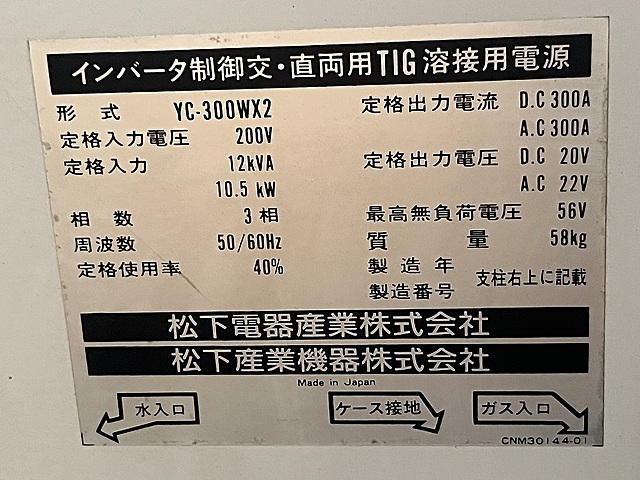 インバータ制御交・直両用TIG溶接用電源
形式 YC-300WX2
定格入力電圧 200V
定格入力 12kVA
10.5 kW
相数 3相
周波数 50/60Hz
定格使用率 40%
定格出力電流 D.C 300A
A.C 300A
定格出力電圧 D.C 20V
A.C 22V
最高無負荷電圧 56V
質量 58kg
製造年
製造番号 支柱右上に記載
松下電器産業株式会社
松下産業機器株式会社
Made in Japan
水入口
ケース接地
ガス入口
CNM30144-01